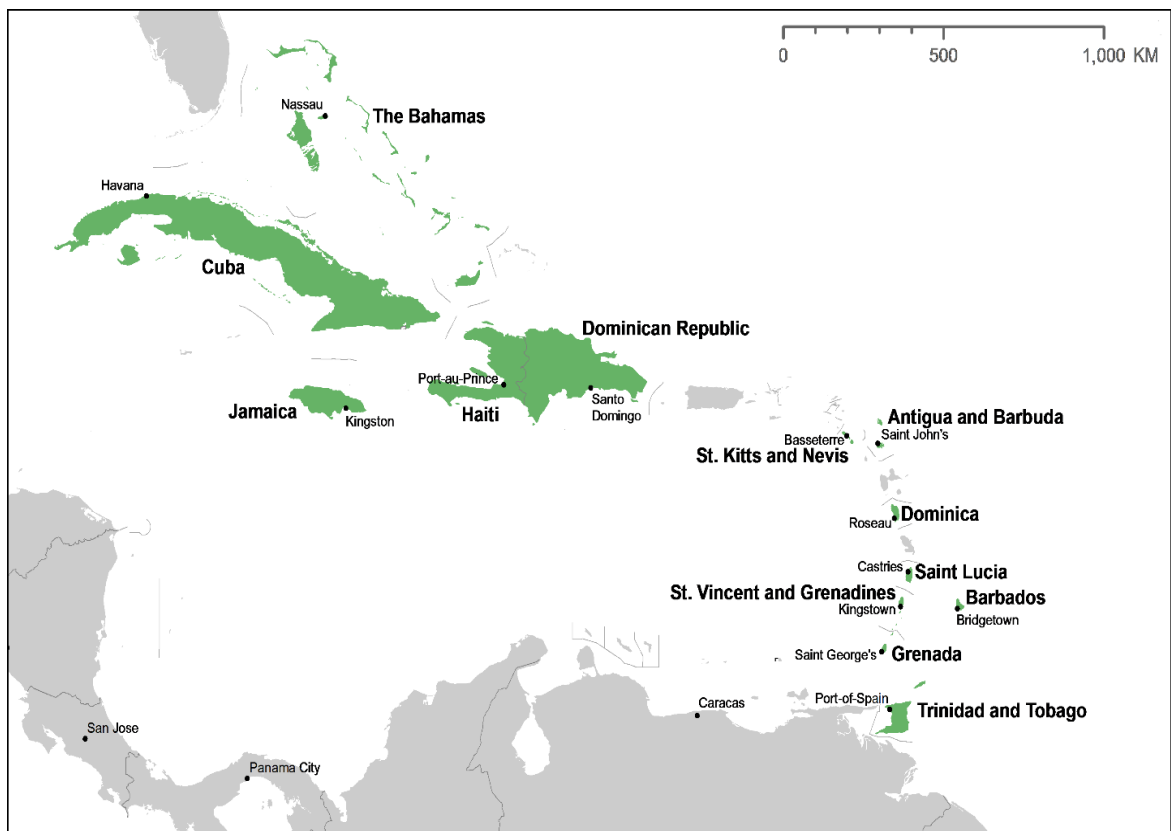 0 500 1,000 KM
Nassau
The Bahamas
Havana
Cuba
Dominican Republic
Port-au-Prince
Santo
Domingo
Haiti
Jamaica
Kingston
Antigua and Barbuda
Saint John's
Basseterre
St. Kitts and Nevis
Dominica
Roseau
Castries
Saint Lucia
St. Vincent and Grenadines
Kingstown
Barbados
Bridgetown
Saint George's
Grenada
Port-of-Spain
Trinidad and Tobago
Caracas
San Jose
Panama City